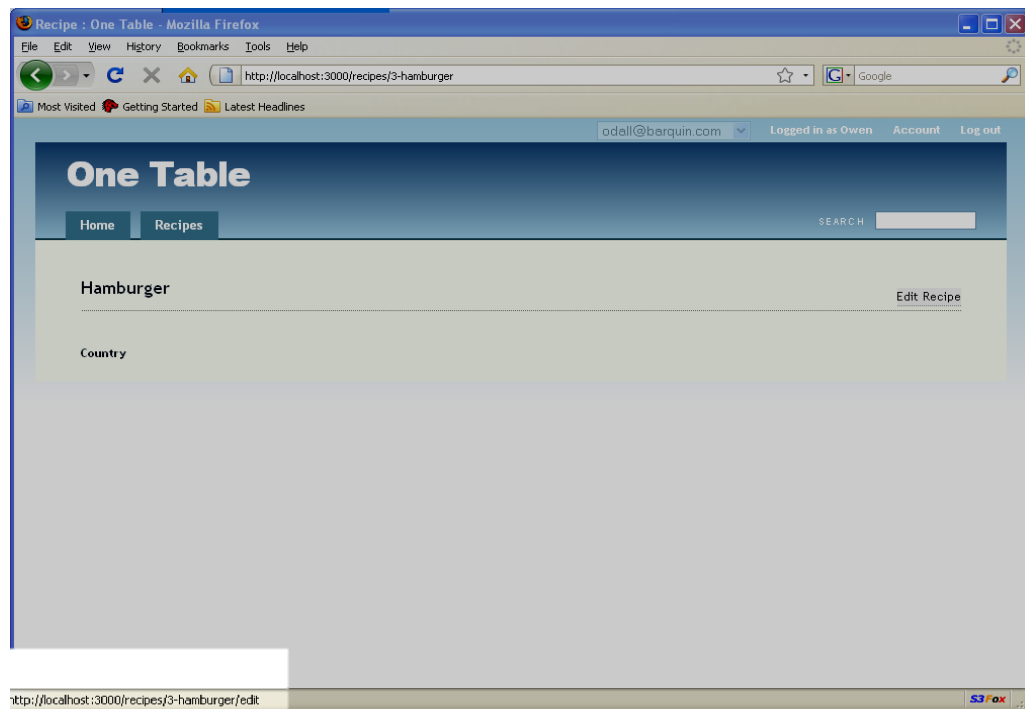 Recipe : One Table - Mozilla Firefox
File Edit View History Bookmarks Tools Help
http://localhost:3000/recipes/3-hamburger
G Google
Most Visited Getting Started Latest Headlines
odall@barquin.com Logged in as Owen Account Log out
One Table
Home Recipes SEARCH
Hamburger
Edit Recipe
Country
http://localhost:3000/recipes/3-hamburger/edit S3Fox